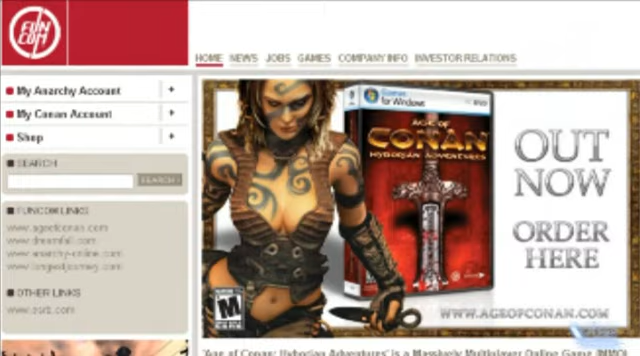 FUN
COM
HOME NEWS JOBS GAMES COMPANY INFO INVESTOR RELATIONS
My Anarchy Account +
My Conan Account +
Shop +
SEARCH
SEARCH
FUNCOM LINKS
www.ageofconan.com
www.dreamfall.com
www.anarchy-online.com
www.longestjourney.com
OTHER LINKS
www.esrb.com
Games
for Windows
DVD
AGE OF
CONAN
HYBORIAN ADVENTURES
OUT
NOW
ORDER
HERE
M
WWW.AGEOFCONAN.COM
'Age of Conan: Hyborian Adventures' is a Massively Multiplayer Online Game (MMO)